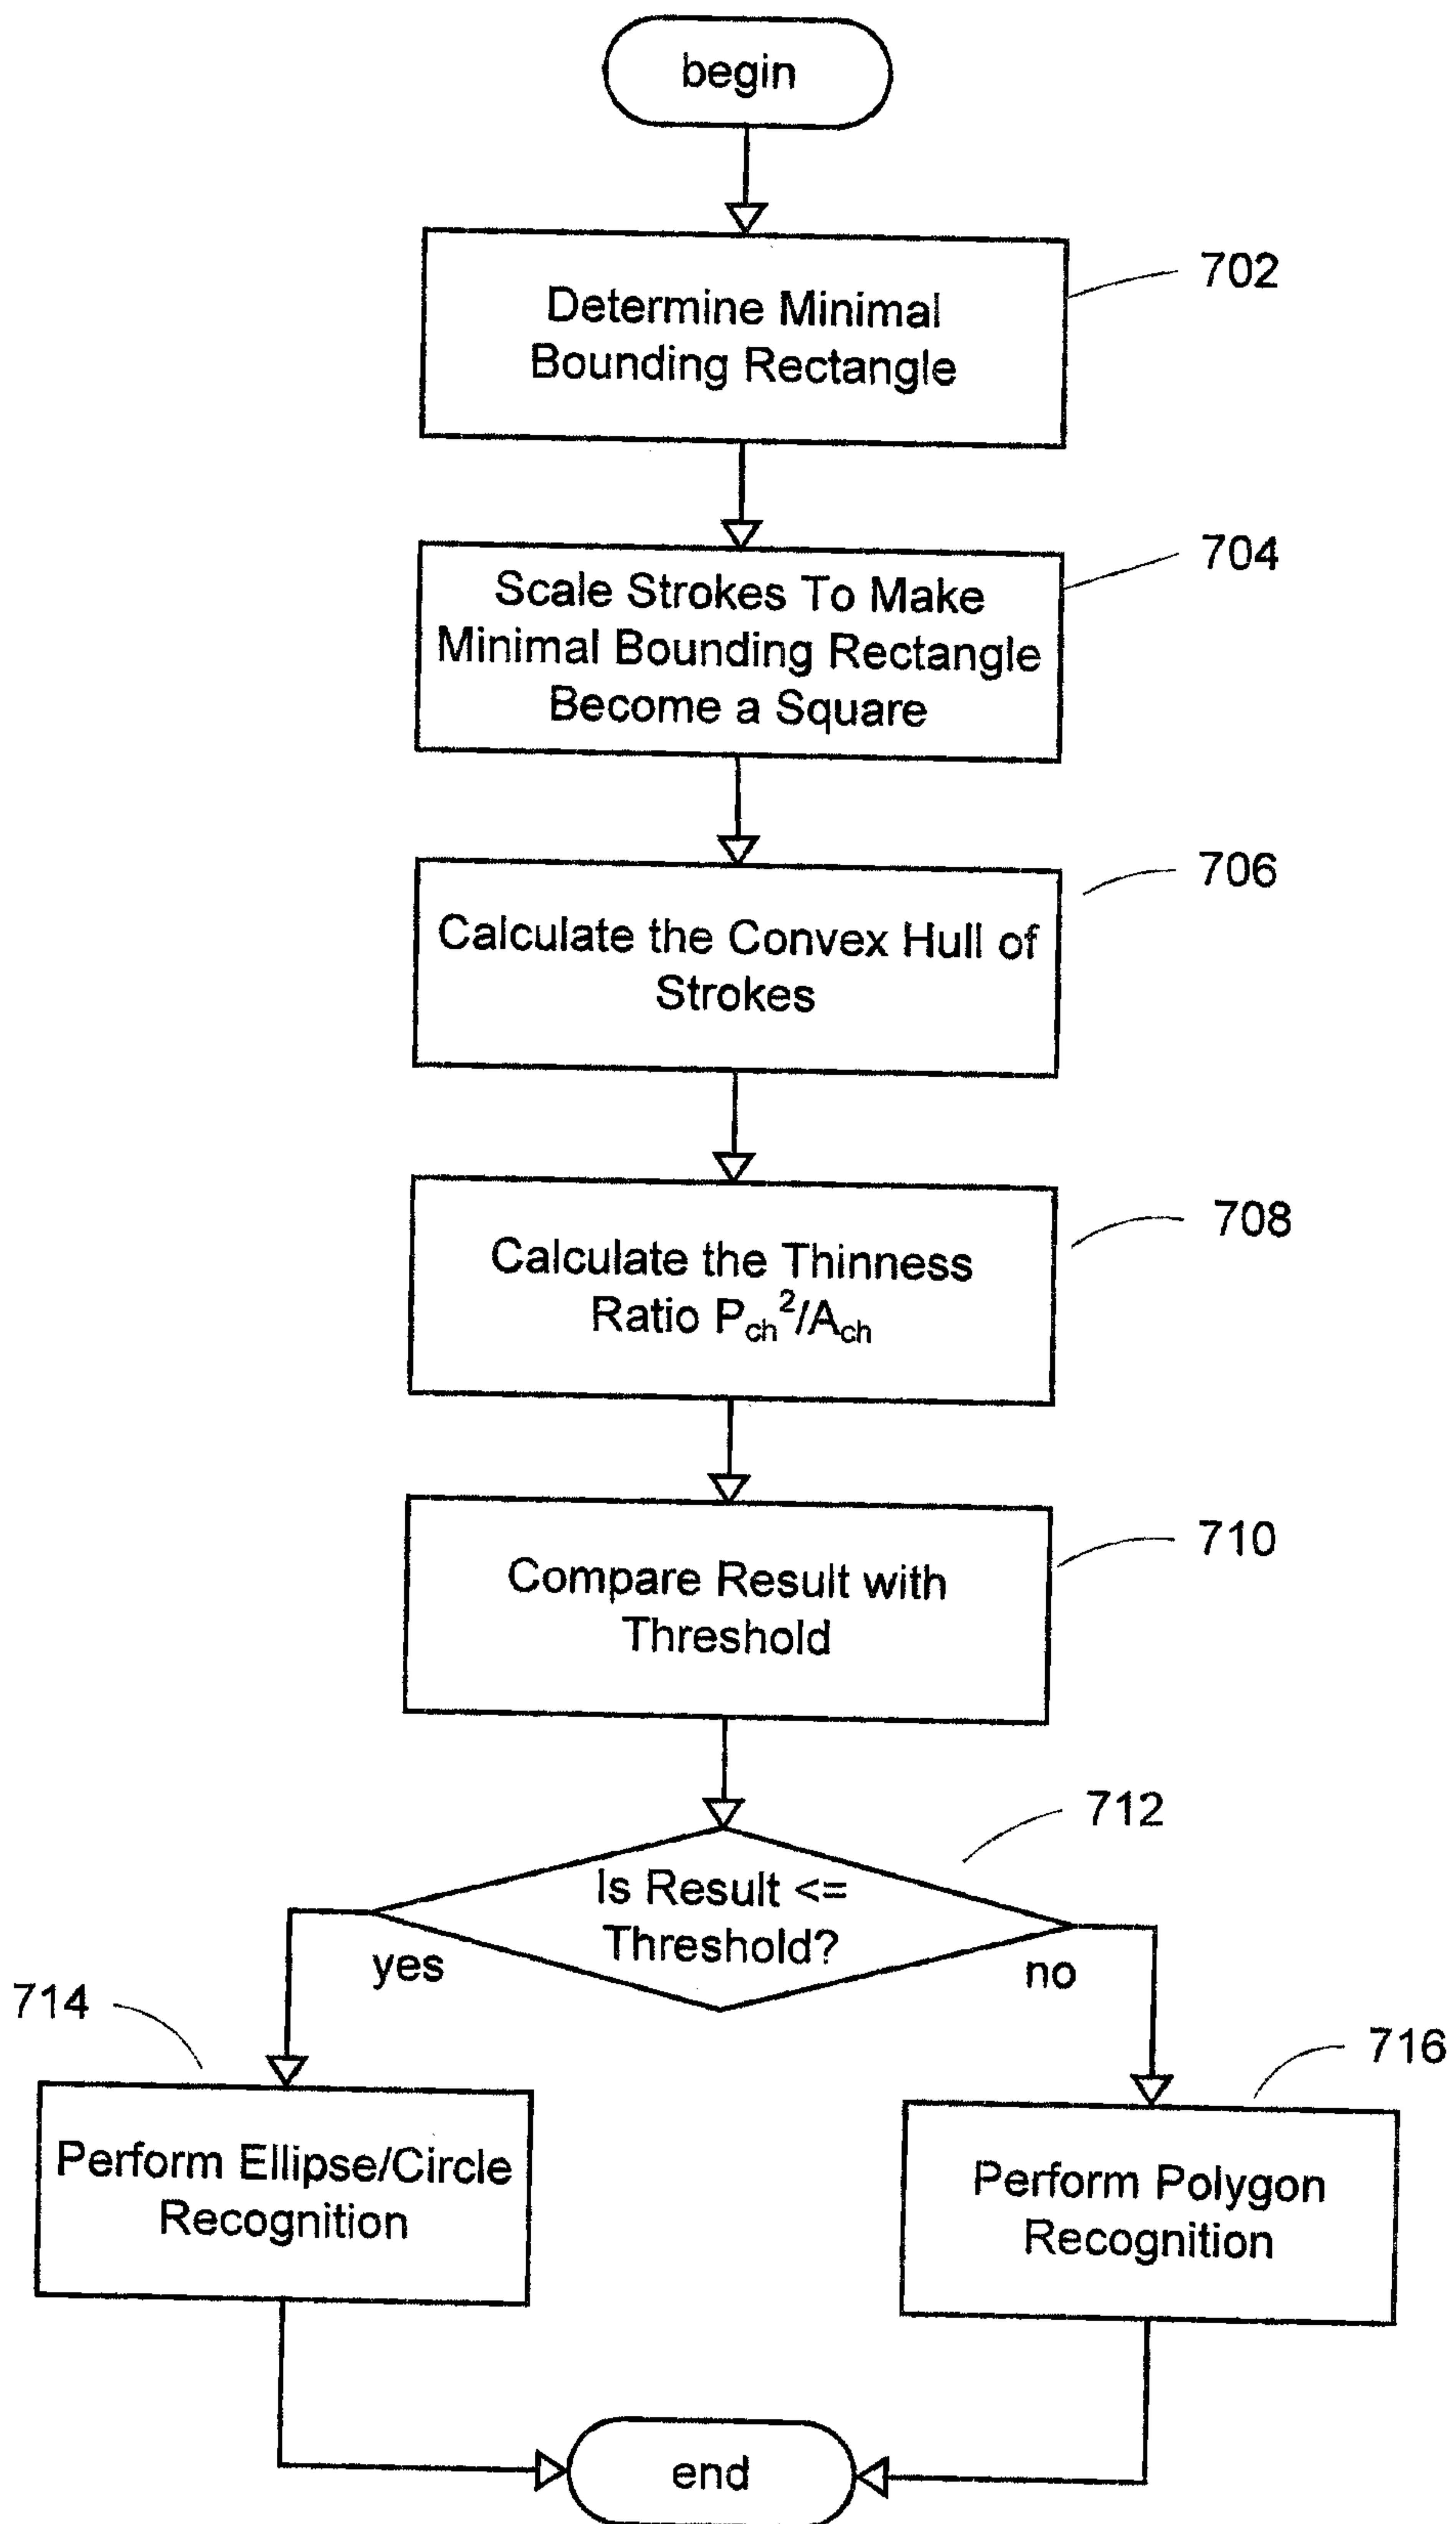 begin
702
Determine Minimal
Bounding Rectangle
704
Scale Strokes To Make
Minimal Bounding Rectangle
Become a Square
706
Calculate the Convex Hull of
Strokes
708
Calculate the Thinness
Ratio P_ch²/A_ch
710
Compare Result with
Threshold
712
Is Result <=
Threshold?
yes
no
714
716
Perform Ellipse/Circle
Recognition
Perform Polygon
Recognition
end